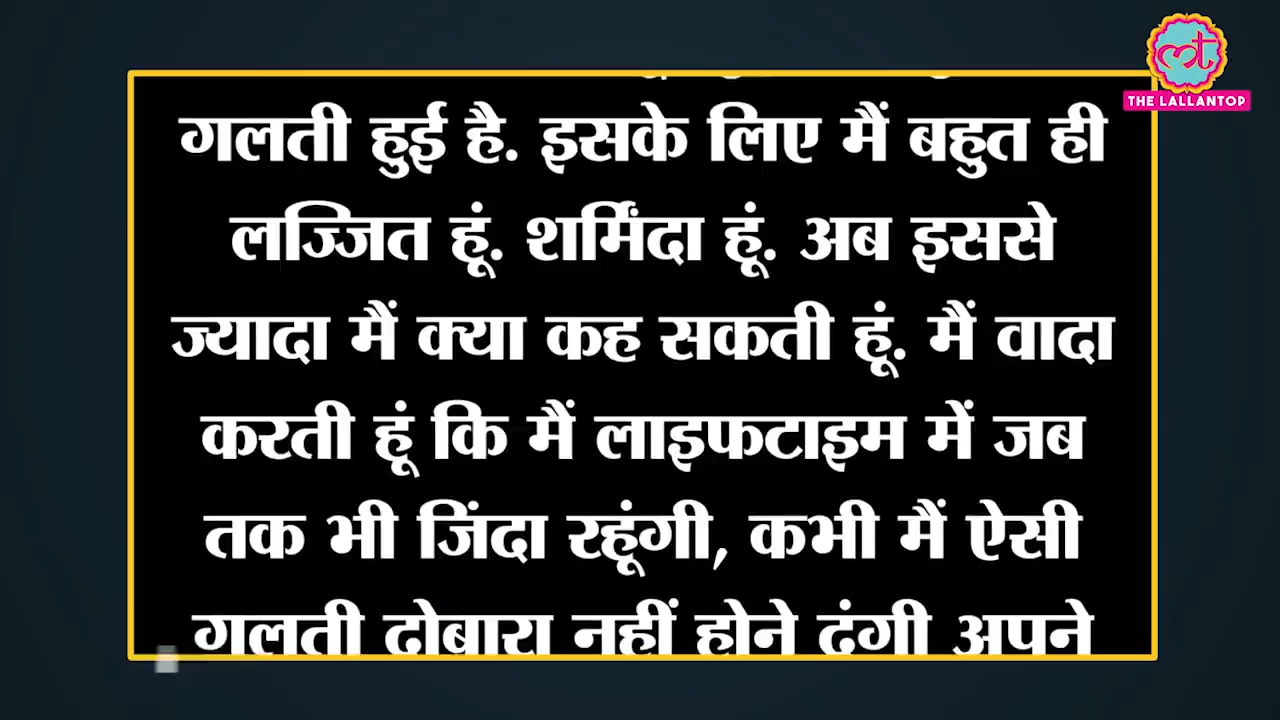 THE LALLANTOP
गलती हुई है. इसके लिए मैं बहुत ही
लज्जित हूं. शर्मिंदा हूं. अब इससे
ज्यादा मैं क्या कह सकती हूं. मैं वादा
करती हूं कि मैं लाइफटाइम में जब
तक भी जिंदा रहूंगी, कभी मैं ऐसी
गलती दोबारा नहीं होने दूंगी अपने